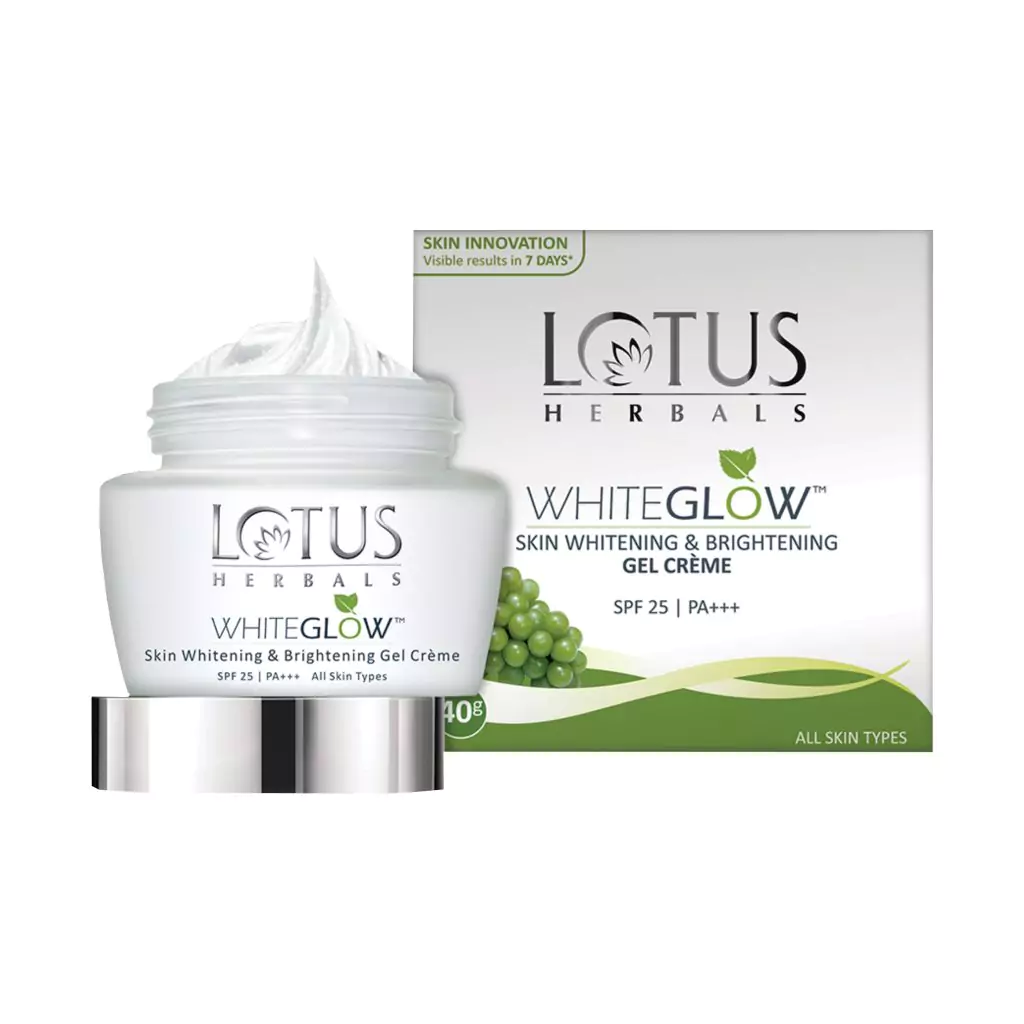 SKIN INNOVATION
Visible results in 7 DAYS*
LOTUS
HERBALS
WHITEGLOW™
SKIN WHITENING & BRIGHTENING
GEL CRÈME
SPF 25 | PA+++
40g
ALL SKIN TYPES
LOTUS
HERBALS
WHITEGLOW™
Skin Whitening & Brightening Gel Crème
SPF 25 | PA+++ All Skin Types